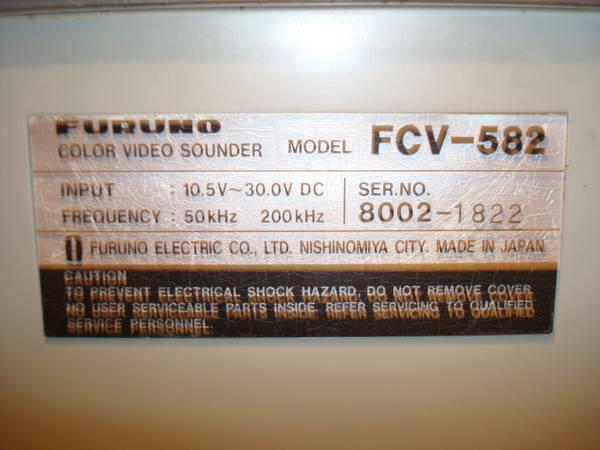 FURUNO
COLOR VIDEO SOUNDER MODEL FCV-582
INPUT : 10.5V~30.0V DC SER.NO.
FREQUENCY : 50kHz 200kHz 8002-1822
FURUNO ELECTRIC CO., LTD. NISHINOMIYA CITY. MADE IN JAPAN
CAUTION
TO PREVENT ELECTRICAL SHOCK HAZARD, DO NOT REMOVE COVER.
NO USER SERVICEABLE PARTS INSIDE. REFER SERVICING TO QUALIFIED
SERVICE PERSONNEL.